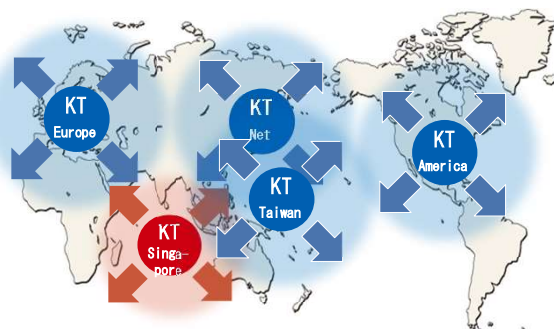 KT
Europe
KT
Net
KT
Taiwan
KT
America
KT
Singa-
pore